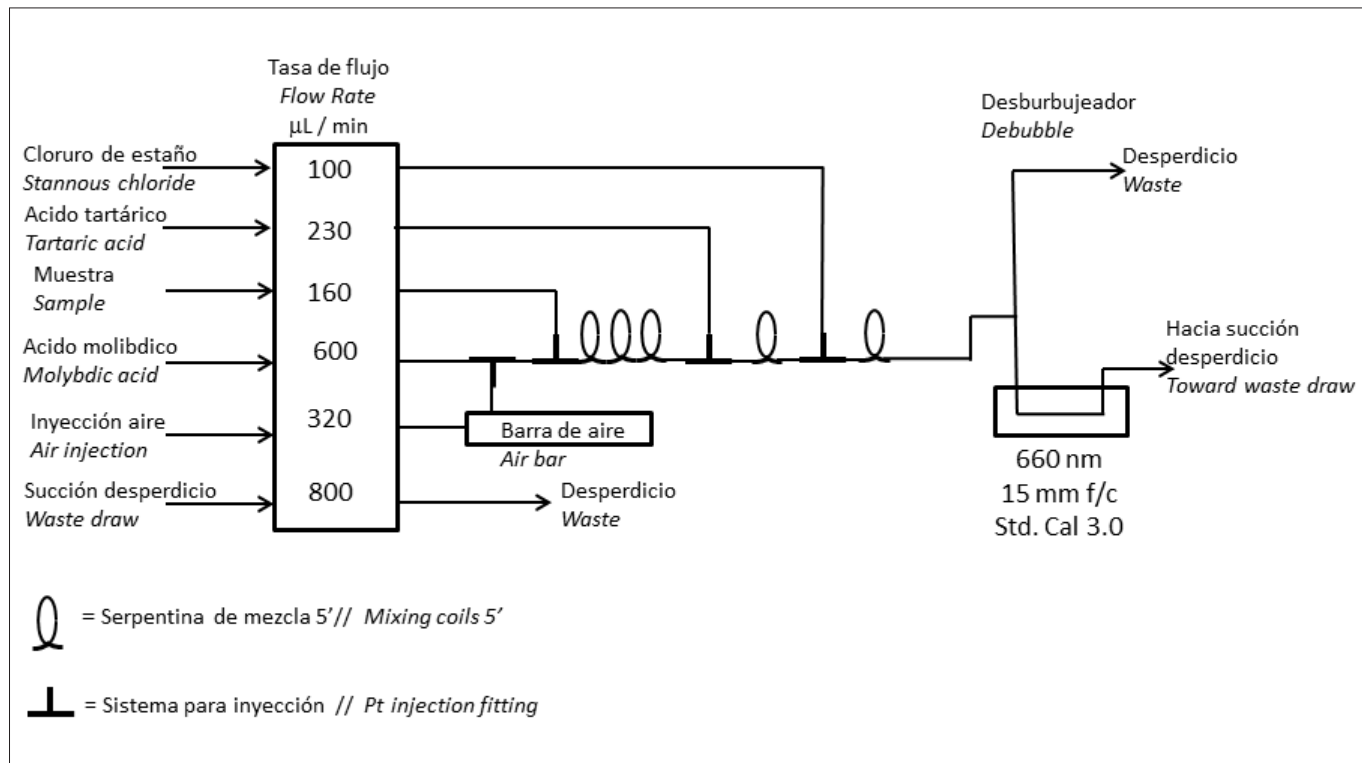 Tasa de flujo
Flow Rate
µL / min
Cloruro de estaño
Stannous chloride
100
Acido tartárico
Tartaric acid
230
Muestra
Sample
160
Acido molibdico
Molybdic acid
600
Inyección aire
Air injection
320
Succión desperdicio
Waste draw
800
Barra de aire
Air bar
Desperdicio
Waste
Desburbujeador
Debubble
Desperdicio
Waste
Hacia succión
desperdicio
Toward waste draw
660 nm
15 mm f/c
Std. Cal 3.0
= Serpentina de mezcla 5’// Mixing coils 5’
= Sistema para inyección // Pt injection fitting